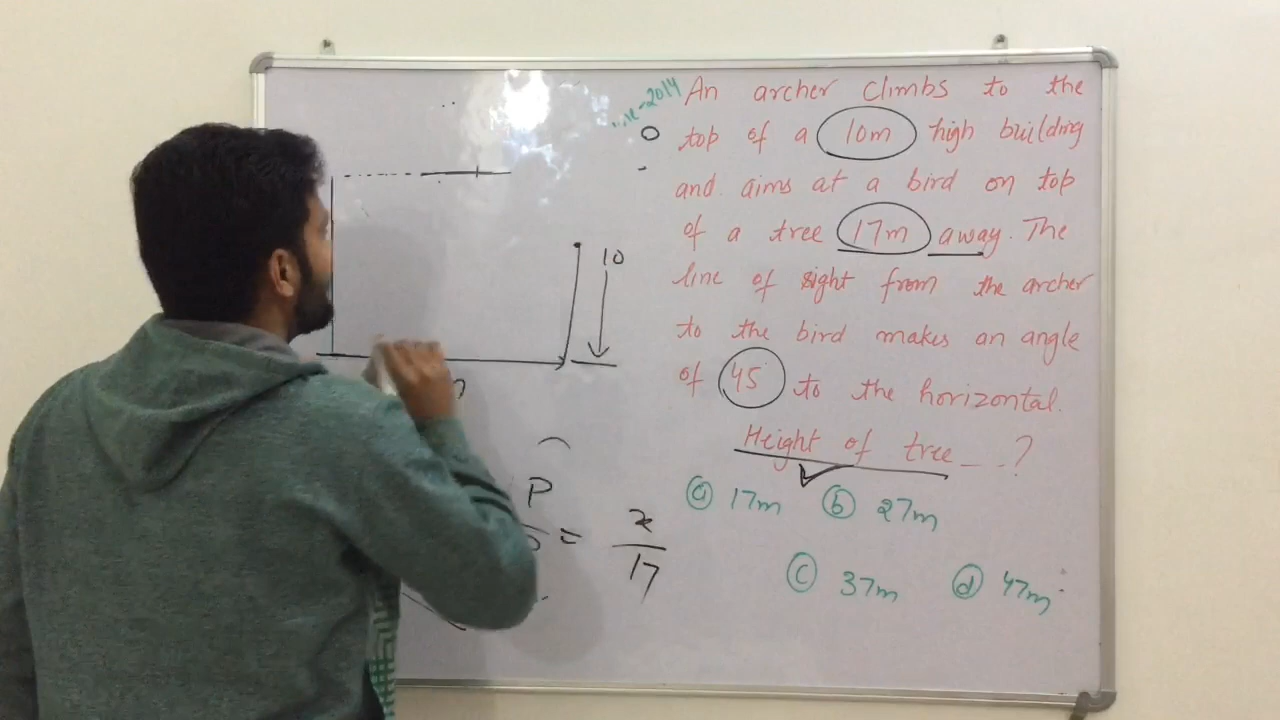 An archer climbs to the
top of a 10m high building
and aims at a bird on top
of a tree 17m away. The
line of sight from the archer
to the bird makes an angle
of 45 to the horizontal.
Height of tree - - ?
ⓐ 17m ⓑ 27m
ⓒ 37m ⓓ 47m
2014
10
P
= x
17